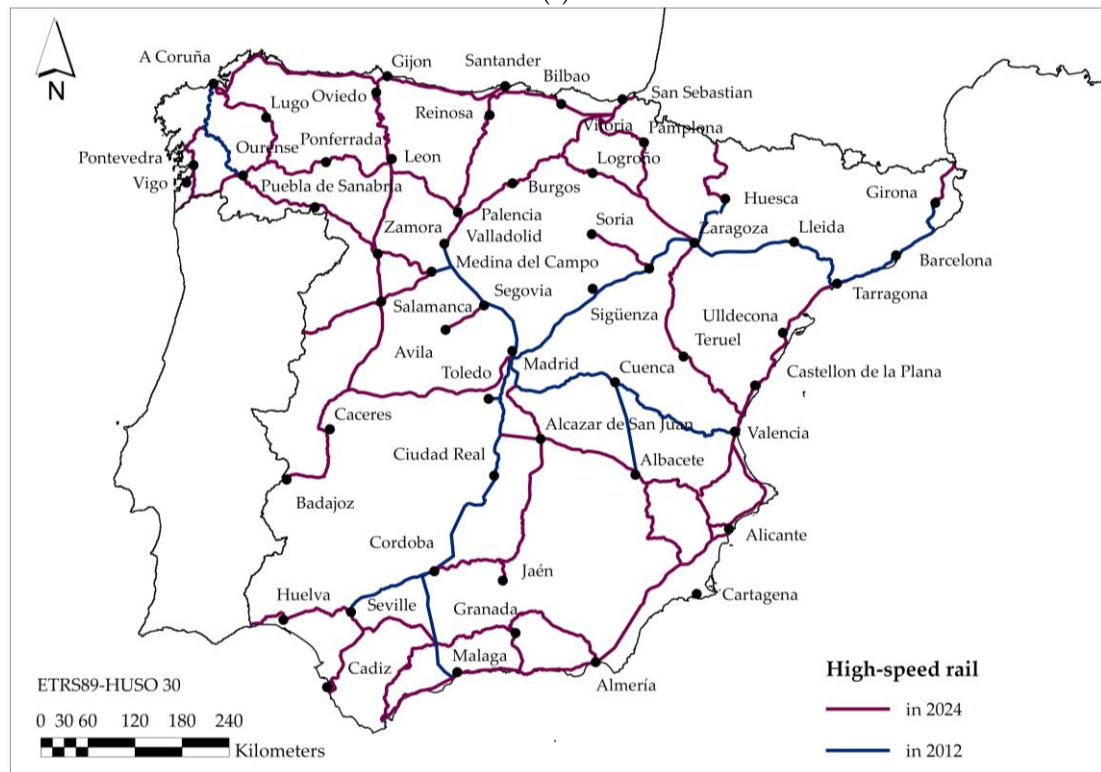 A Coruña
Gijon
Santander
Bilbao
San Sebastian
N
Lugo
Oviedo
Reinosa
Vitoria
Pamplona
Ourense
Ponferrada
Leon
Logroño
Pontevedra
Vigo
Puebla de Sanabria
Burgos
Huesca
Girona
Zamora
Palencia
Soria
Zaragoza
Lleida
Valladolid
Barcelona
Medina del Campo
Segovia
Tarragona
Salamanca
Sigüenza
Ulldecona
Avila
Teruel
Toledo
Madrid
Cuenca
Castellon de la Plana
Caceres
Alcazar de San Juan
Valencia
Ciudad Real
Albacete
Badajoz
Alicante
Cordoba
Jaén
Cartagena
Huelva
Seville
Granada
Cadiz
Malaga
Almería
ETRS89-HUSO 30
0 30 60 120 180 240
Kilometers
High-speed rail
in 2024
in 2012